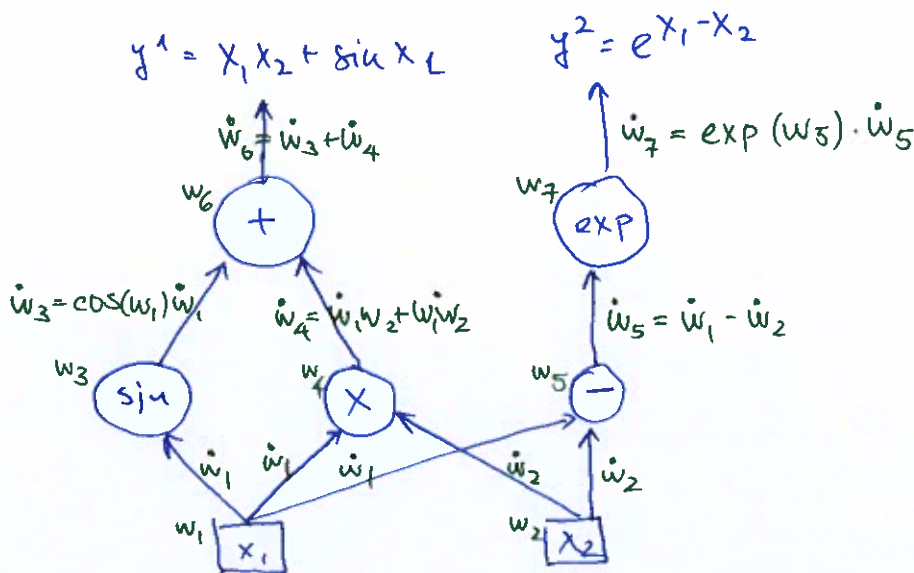 y¹ = x₁x₂ + sin x₁ y² = e^{x₁-x₂}
ẇ₆ = ẇ₃ + ẇ₄ ẇ₇ = exp(w₅) · ẇ₅
w₆ + w₇ exp
ẇ₃ = cos(w₁)ẇ₁ ẇ₄ = ẇ₁w₂ + w₁ẇ₂ ẇ₅ = ẇ₁ - ẇ₂
w₃ sin w₄ × w₅ −
ẇ₁ ẇ₁ ẇ₁ ẇ₂ ẇ₂
w₁ x₁ w₂ x₂